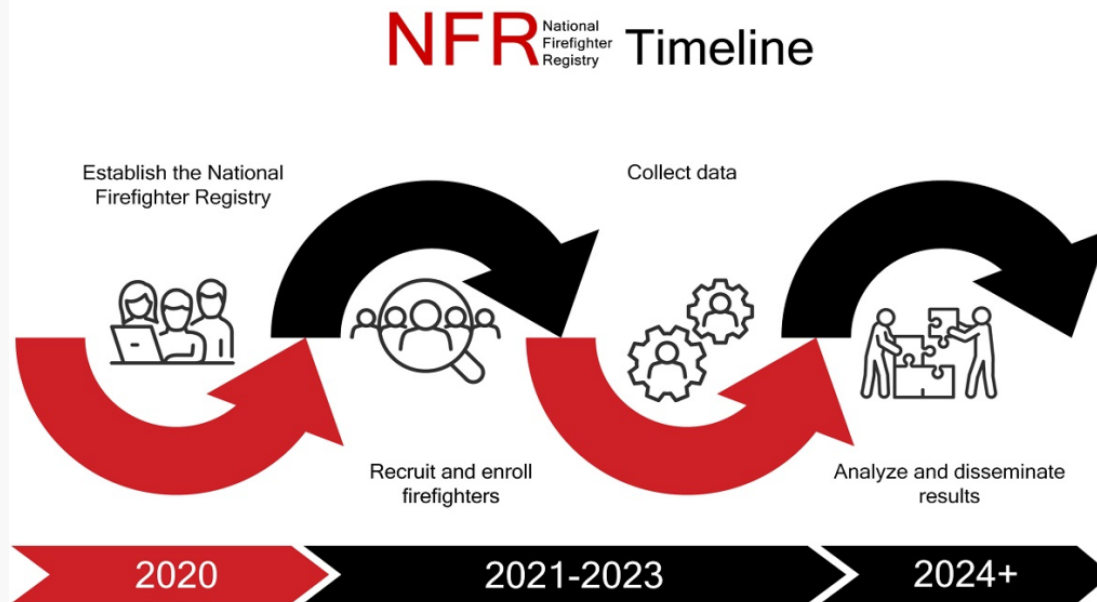 NFR National Firefighter Registry Timeline
Establish the National
Firefighter Registry
Collect data
Recruit and enroll
firefighters
Analyze and disseminate
results
2020
2021-2023
2024+